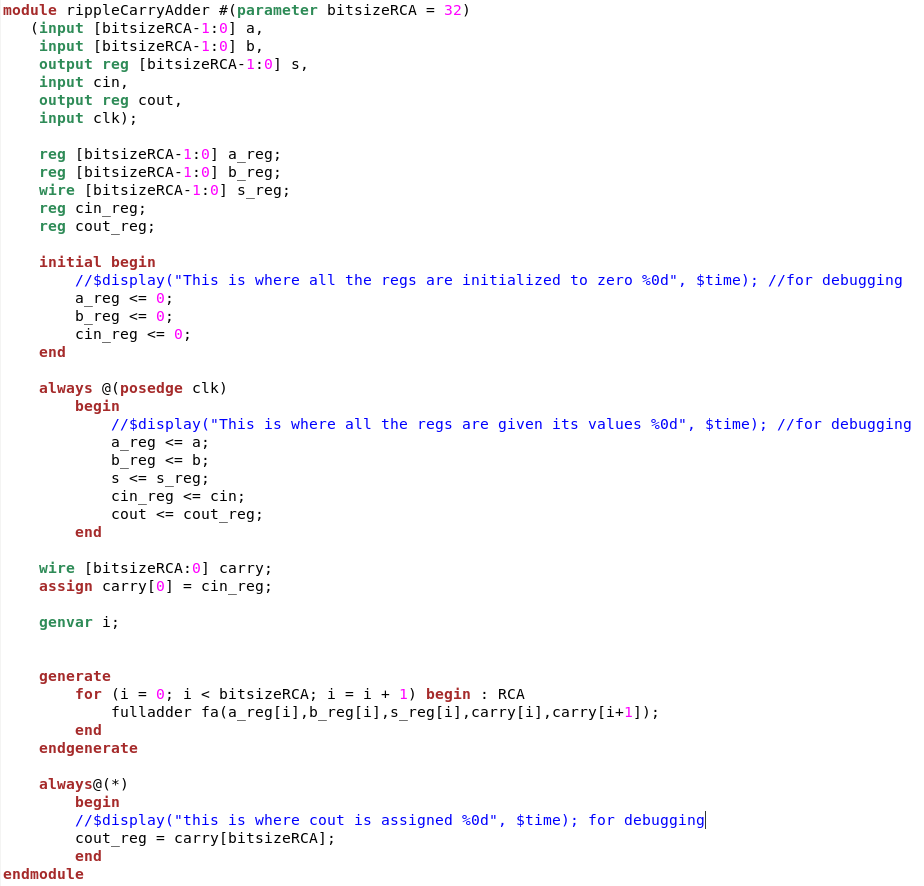 module rippleCarryAdder #(parameter bitsizeRCA = 32)
   (input [bitsizeRCA-1:0] a,
    input [bitsizeRCA-1:0] b,
    output reg [bitsizeRCA-1:0] s,
    input cin,
    output reg cout,
    input clk);

    reg [bitsizeRCA-1:0] a_reg;
    reg [bitsizeRCA-1:0] b_reg;
    wire [bitsizeRCA-1:0] s_reg;
    reg cin_reg;
    reg cout_reg;

    initial begin
        //$display("This is where all the regs are initialized to zero %0d", $time); //for debugging
        a_reg <= 0;
        b_reg <= 0;
        cin_reg <= 0;
    end

    always @(posedge clk)
        begin
            //$display("This is where all the regs are given its values %0d", $time); //for debugging
            a_reg <= a;
            b_reg <= b;
            s <= s_reg;
            cin_reg <= cin;
            cout <= cout_reg;
        end

    wire [bitsizeRCA:0] carry;
    assign carry[0] = cin_reg;

    genvar i;


    generate
        for (i = 0; i < bitsizeRCA; i = i + 1) begin : RCA
            fulladder fa(a_reg[i],b_reg[i],s_reg[i],carry[i],carry[i+1]);
        end
    endgenerate

    always@(*)
        begin
        //$display("this is where cout is assigned %0d", $time); for debugging
        cout_reg = carry[bitsizeRCA];
        end
endmodule